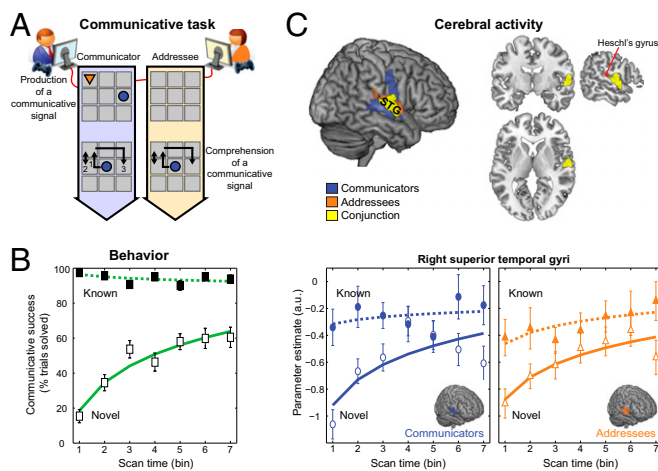 A
Communicative task
Communicator
Addressee
Production of a
communicative
signal
2 1 3
Comprehension of
a communicative
signal
B
Behavior
Communicative success
(% trials solved)
100
80
60
40
20
0
Known
Novel
1 2 3 4 5 6 7
Scan time (bin)
C
Cerebral activity
Heschl's gyrus
STG
Communicators
Addressees
Conjunction
Right superior temporal gyri
Parameter estimate (a.u.)
0
−0.2
−0.4
−0.6
−0.8
−1
Known
Novel
Communicators
1 2 3 4 5 6 7
Scan time (bin)
Known
Novel
Addressees
1 2 3 4 5 6 7
Scan time (bin)